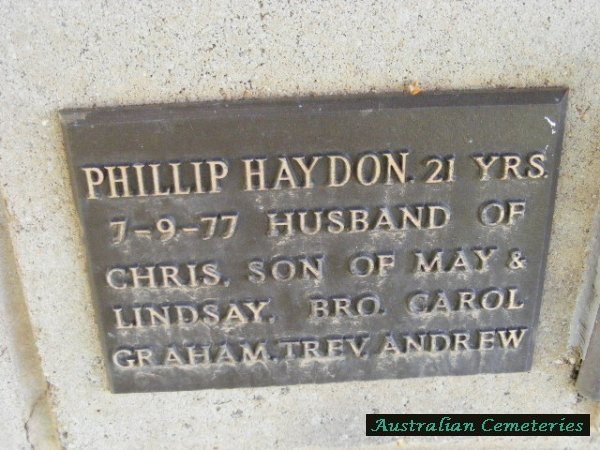 PHILLIP HAYDON. 21 YRS.
7-9-77 HUSBAND OF
CHRIS. SON OF MAY &
LINDSAY. BRO. CAROL
GRAHAM. TREV. ANDREW
Australian Cemeteries